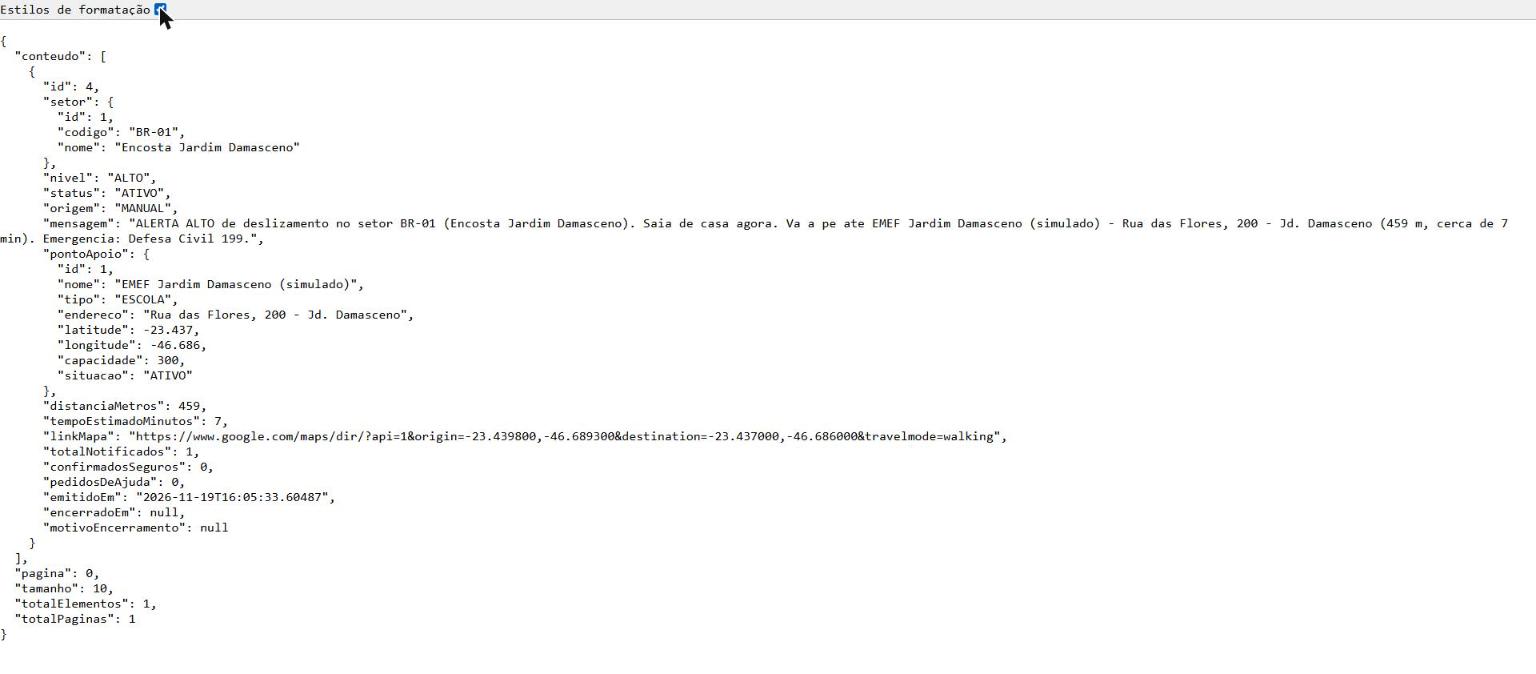 Estilos de formatação
{
  "conteudo": [
    {
      "id": 4,
      "setor": {
        "id": 1,
        "codigo": "BR-01",
        "nome": "Encosta Jardim Damasceno"
      },
      "nivel": "ALTO",
      "status": "ATIVO",
      "origem": "MANUAL",
      "mensagem": "ALERTA ALTO de deslizamento no setor BR-01 (Encosta Jardim Damasceno). Saia de casa agora. Va a pe ate EMEF Jardim Damasceno (simulado) - Rua das Flores, 200 - Jd. Damasceno (459 m, cerca de 7
min). Emergencia: Defesa Civil 199.",
      "pontoApoio": {
        "id": 1,
        "nome": "EMEF Jardim Damasceno (simulado)",
        "tipo": "ESCOLA",
        "endereco": "Rua das Flores, 200 - Jd. Damasceno",
        "latitude": -23.437,
        "longitude": -46.686,
        "capacidade": 300,
        "situacao": "ATIVO"
      },
      "distanciaMetros": 459,
      "tempoEstimadoMinutos": 7,
      "linkMapa": "https://www.google.com/maps/dir/?api=1&origin=-23.439800,-46.689300&destination=-23.437000,-46.686000&travelmode=walking",
      "totalNotificados": 1,
      "confirmadosSeguros": 0,
      "pedidosDeAjuda": 0,
      "emitidoEm": "2026-11-19T16:05:33.60487",
      "encerradoEm": null,
      "motivoEncerramento": null
    }
  ],
  "pagina": 0,
  "tamanho": 10,
  "totalElementos": 1,
  "totalPaginas": 1
}